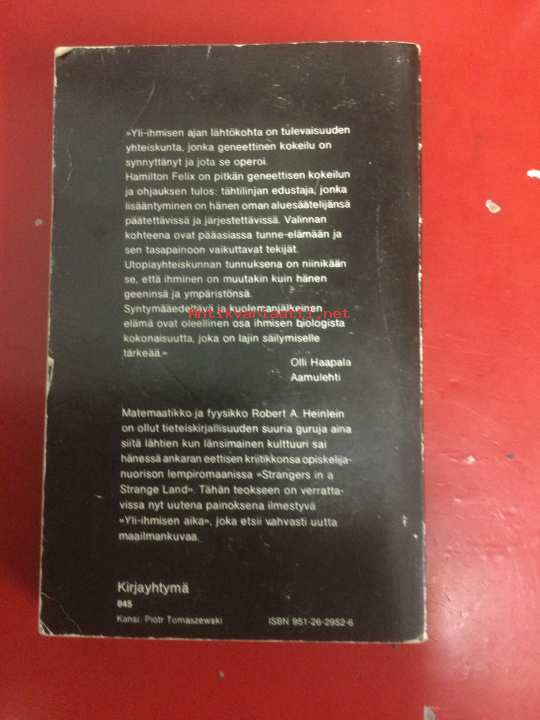 »Yli-ihmisen ajan lähtökohta on tulevaisuuden
yhteiskunta, jonka geneettinen kokeilu on
synnyttänyt ja jota se operoi.
Hamilton Felix on pitkän geneettisen kokeilun
ja ohjauksen tulos: tähtilinjan edustaja, jonka
lisääntyminen on hänen oman aluesäätelijänsä
päätettävissä ja järjestettävissä. Valinnan
kohteena ovat pääasiassa tunne-elämään ja
sen tasapainoon vaikuttavat tekijät.
Utopiayhteiskunnan tunnuksena on niinikään
se, että ihminen on muutakin kuin hänen
geeninsä ja ympäristönsä.
Syntymääedeltävä ja kuolemanjälkeinen
Antikvariaatti.net
elämä ovat oleellinen osa ihmisen biologista
kokonaisuutta, joka on lajin säilymiselle
tärkeää.»
Olli Haapala
Aamulehti
Matemaatikko ja fyysikko Robert A. Heinlein
on ollut tieteiskirjallisuuden suuria guruja aina
siitä lähtien kun länsimainen kulttuuri sai
hänessä ankaran eettisen kriitikkonsa opiskelija-
nuorison lempiromaanissa »Strangers in a
Strange Land». Tähän teokseen on verratta-
vissa nyt uutena painoksena ilmestyvä
»Yli-ihmisen aika», joka etsii vahvasti uutta
maailmankuvaa.
Kirjayhtymä
845
Kansi: Piotr Tomaszewski
ISBN 951-26-2952-6